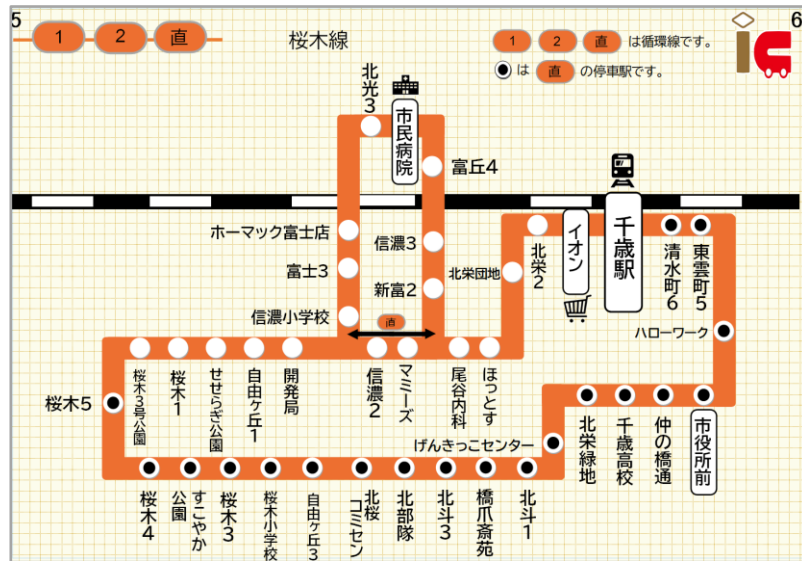 5
6
1 2 直
桜木線
1 2 直 は循環線です。
は 直 の停車駅です。
ic
北光3
市民病院
富丘4
ホーマック富士店
富士3
信濃小学校
信濃3
新富2
直
北栄団地
北栄2
イオン
千歳駅
清水町6
東雲町5
ハローワーク
桜木5
桜木3号公園
桜木1
せせらぎ公園
自由ヶ丘1
開発局
信濃2
マミーズ
尾谷内科
ほっとす
げんきっこセンター
北栄緑地
千歳高校
仲の橋通
市役所前
桜木4
すこやか
公園
桜木3
桜木小学校
自由ヶ丘3
北桜
コミセン
北部隊
北斗3
橋爪斎苑
北斗1